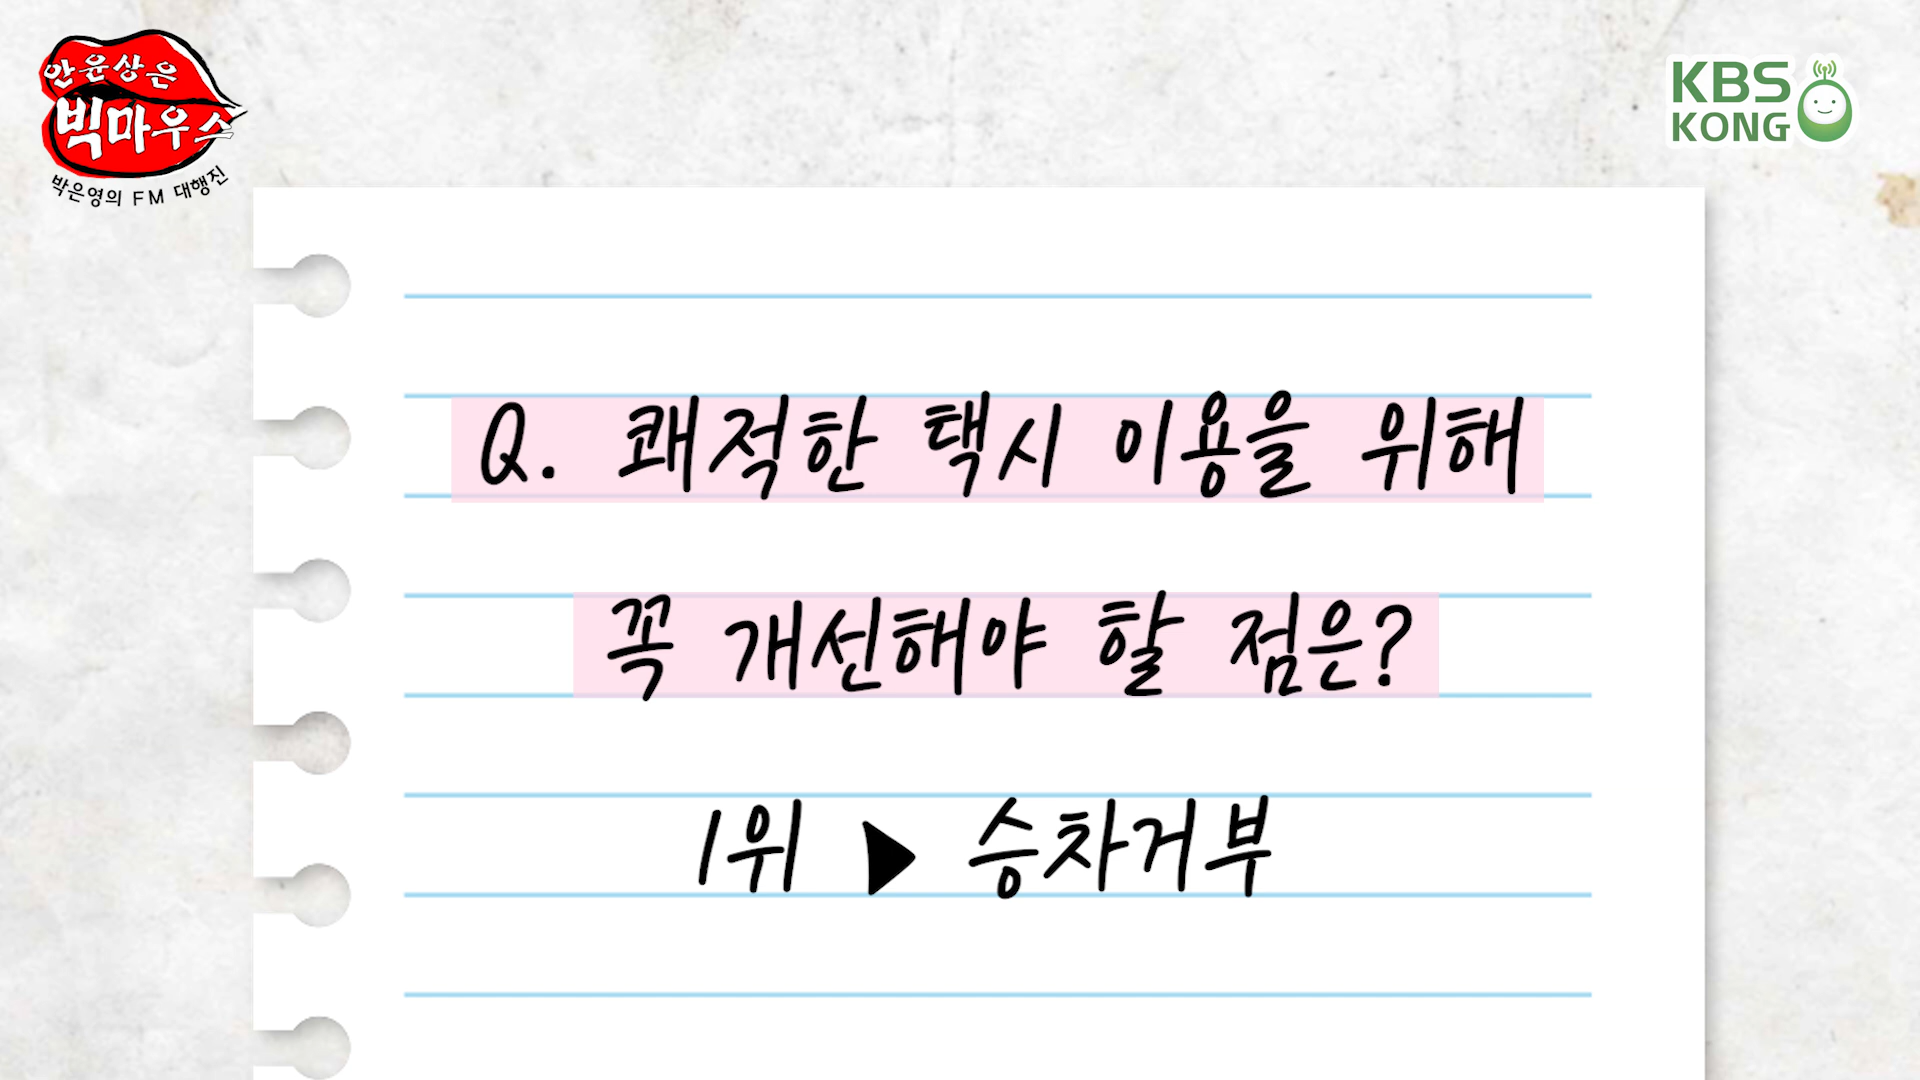 안윤상은
빅마우스
박은영의 FM 대행진
KBS
KONG
Q. 쾌적한 택시 이용을 위해
꼭 개선해야 할 점은?
1위 ▶ 승차거부